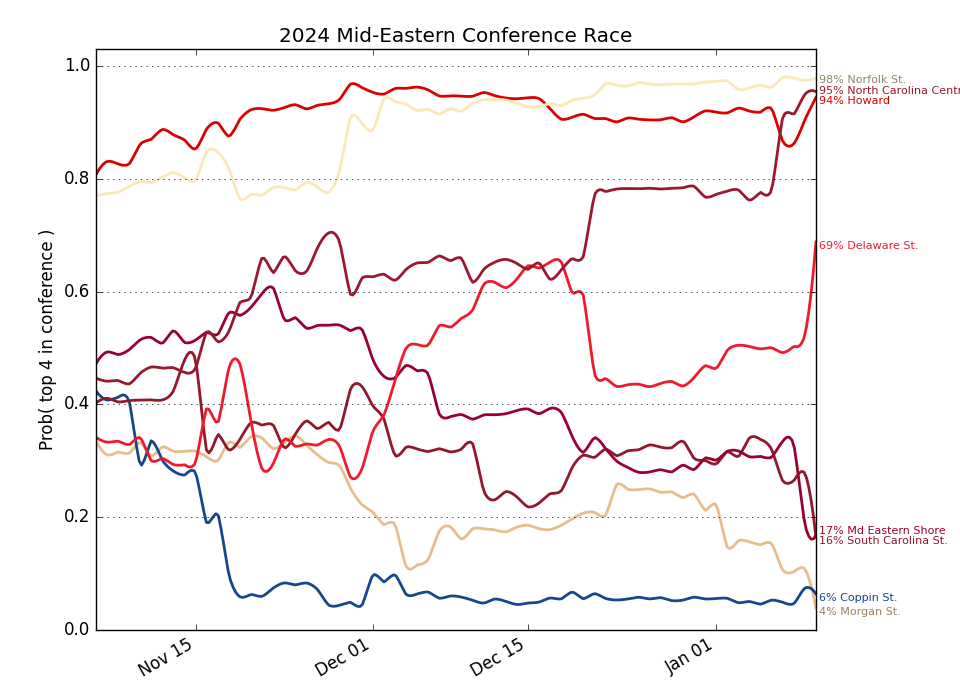 2024 Mid-Eastern Conference Race
Prob( top 4 in conference )
1.0
0.8
0.6
0.4
0.2
0.0
Nov 15
Dec 01
Dec 15
Jan 01
98% Norfolk St.
95% North Carolina Centr
94% Howard
69% Delaware St.
17% Md Eastern Shore
16% South Carolina St.
6% Coppin St.
4% Morgan St.